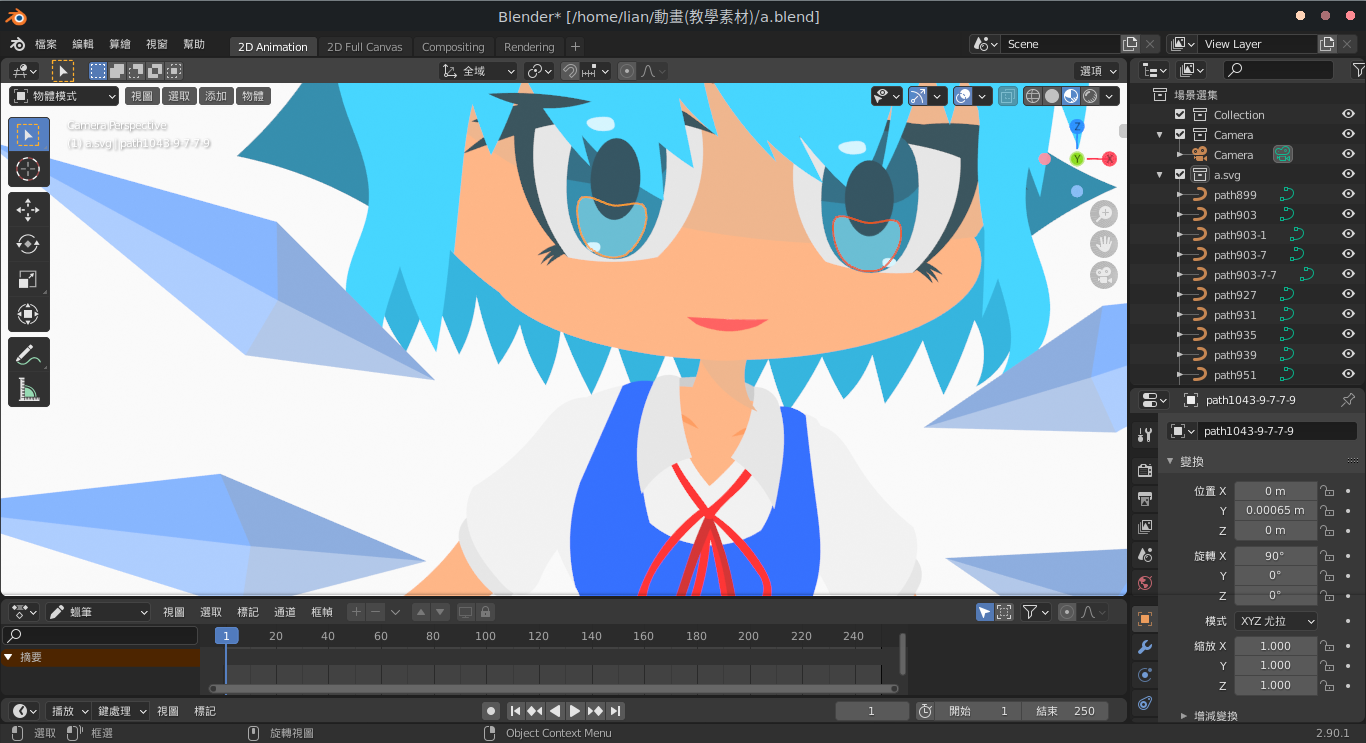 Blender* [/home/lian/動畫(教學素材)/a.blend]
檔案 編輯 算繪 視窗 幫助 2D Animation 2D Full Canvas Compositing Rendering + Scene View Layer
全域 選項
物體模式 視圖 選取 添加 物體
Camera Perspective
(1) a.svg | path1043-9-7-7-9
Z
Y
X
場景選集
Collection
Camera
Camera
a.svg
path899
path903
path903-1
path903-7
path903-7-7
path927
path931
path935
path939
path951
path1043-9-7-7-9
path1043-9-7-7-9
變換
位置 X 0 m
Y 0.00065 m
Z 0 m
旋轉 X 90°
Y 0°
Z 0°
模式 XYZ 尤拉
縮放 X 1.000
Y 1.000
Z 1.000
增減變換
蠟筆 視圖 選取 標記 通道 框幀
1 20 40 60 80 100 120 140 160 180 200 220 240
摘要
播放 鍵處理 視圖 標記 1 開始 1 結束 250
選取 框選 旋轉視圖 Object Context Menu 2.90.1